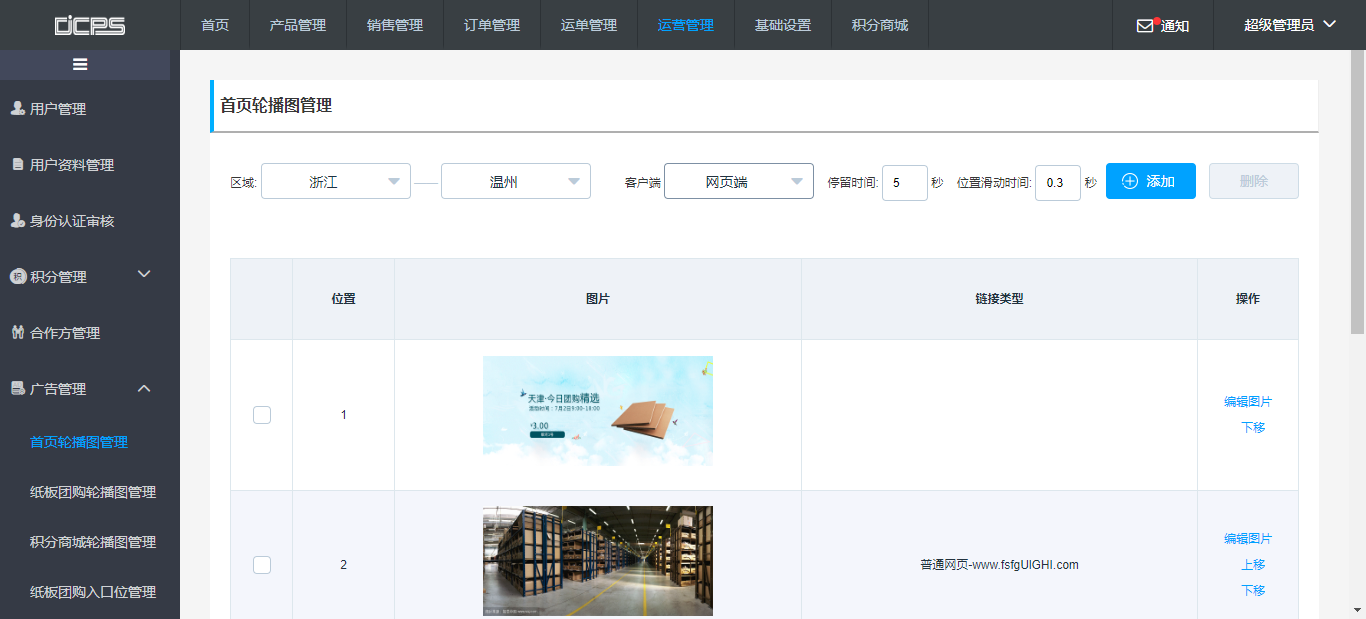 CJCPS
首页
产品管理
销售管理
订单管理
运单管理
运营管理
基础设置
积分商城
通知
超级管理员
用户管理
用户资料管理
身份认证审核
积 积分管理
合作方管理
广告管理
首页轮播图管理
纸板团购轮播图管理
积分商城轮播图管理
纸板团购入口位管理
首页轮播图管理
区域: 浙江 —— 温州 客户端 网页端 停留时间: 5 秒 位置滑动时间: 0.3 秒 添加 删除
位置 图片 链接类型 操作
1
天津·今日团购精选
活动时间:7月2日9:00-18:00
¥3.00
编辑图片
下移
2
普通网页-www.fsfgUIGHI.com
编辑图片
上移
下移